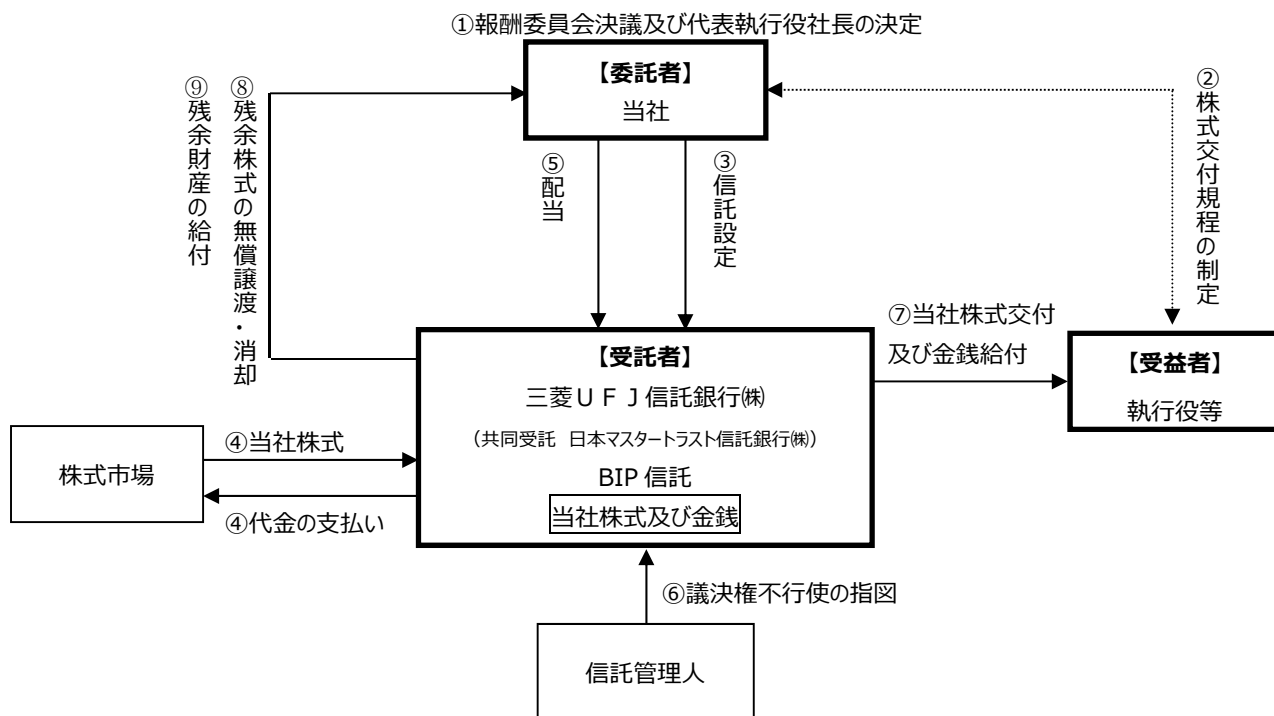 ①報酬委員会決議及び代表執行役社長の決定
【委託者】
当社
⑨残余財産の給付
⑧残余株式の無償譲渡・消却
⑤配当
③信託設定
②株式交付規程の制定
【受託者】
三菱UFJ信託銀行㈱
（共同受託 日本マスタートラスト信託銀行㈱）
BIP信託
当社株式及び金銭
⑦当社株式交付
及び金銭給付
【受益者】
執行役等
株式市場
④当社株式
④代金の支払い
⑥議決権不行使の指図
信託管理人